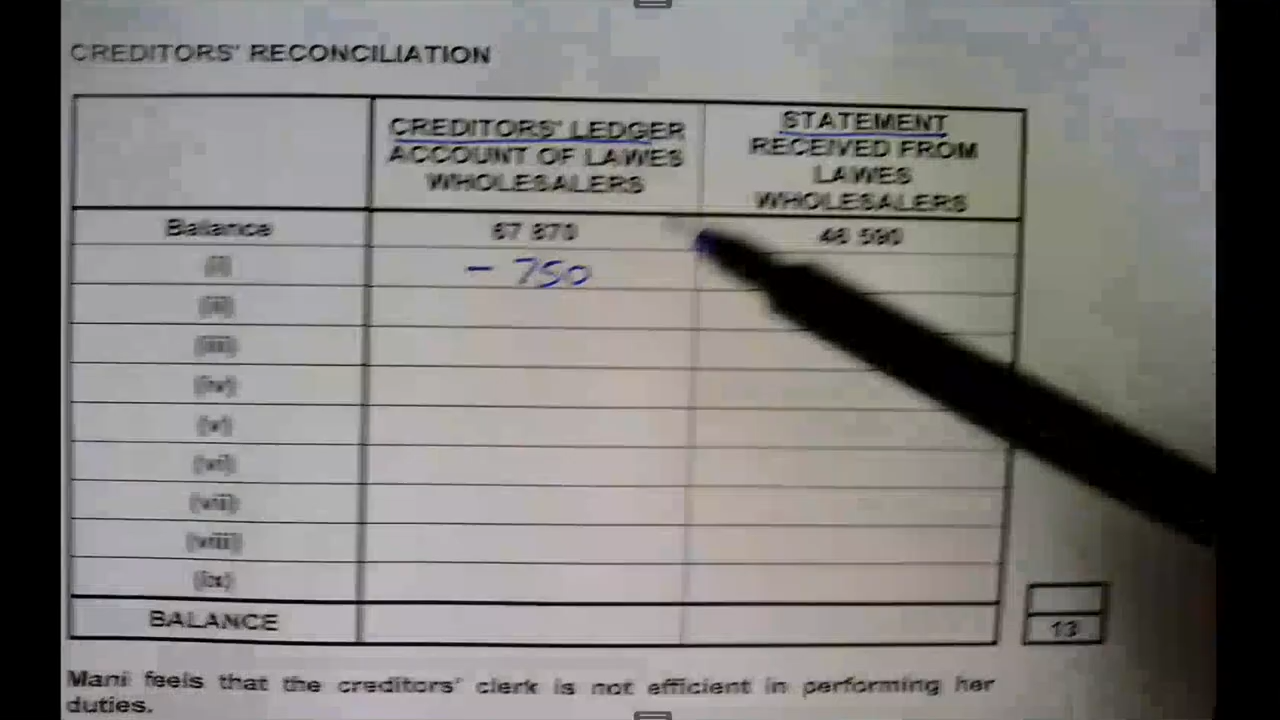 CREDITORS' RECONCILIATION
CREDITORS' LEDGER
ACCOUNT OF LAWES
WHOLESALERS
STATEMENT
RECEIVED FROM
LAWES
WHOLESALERS
Balance 67 870 46 590
(i) - 750
(ii)
(iii)
(iv)
(v)
(vi)
(vii)
(viii)
(ix)
BALANCE
13
Mani feels that the creditors' clerk is not efficient in performing her
duties.